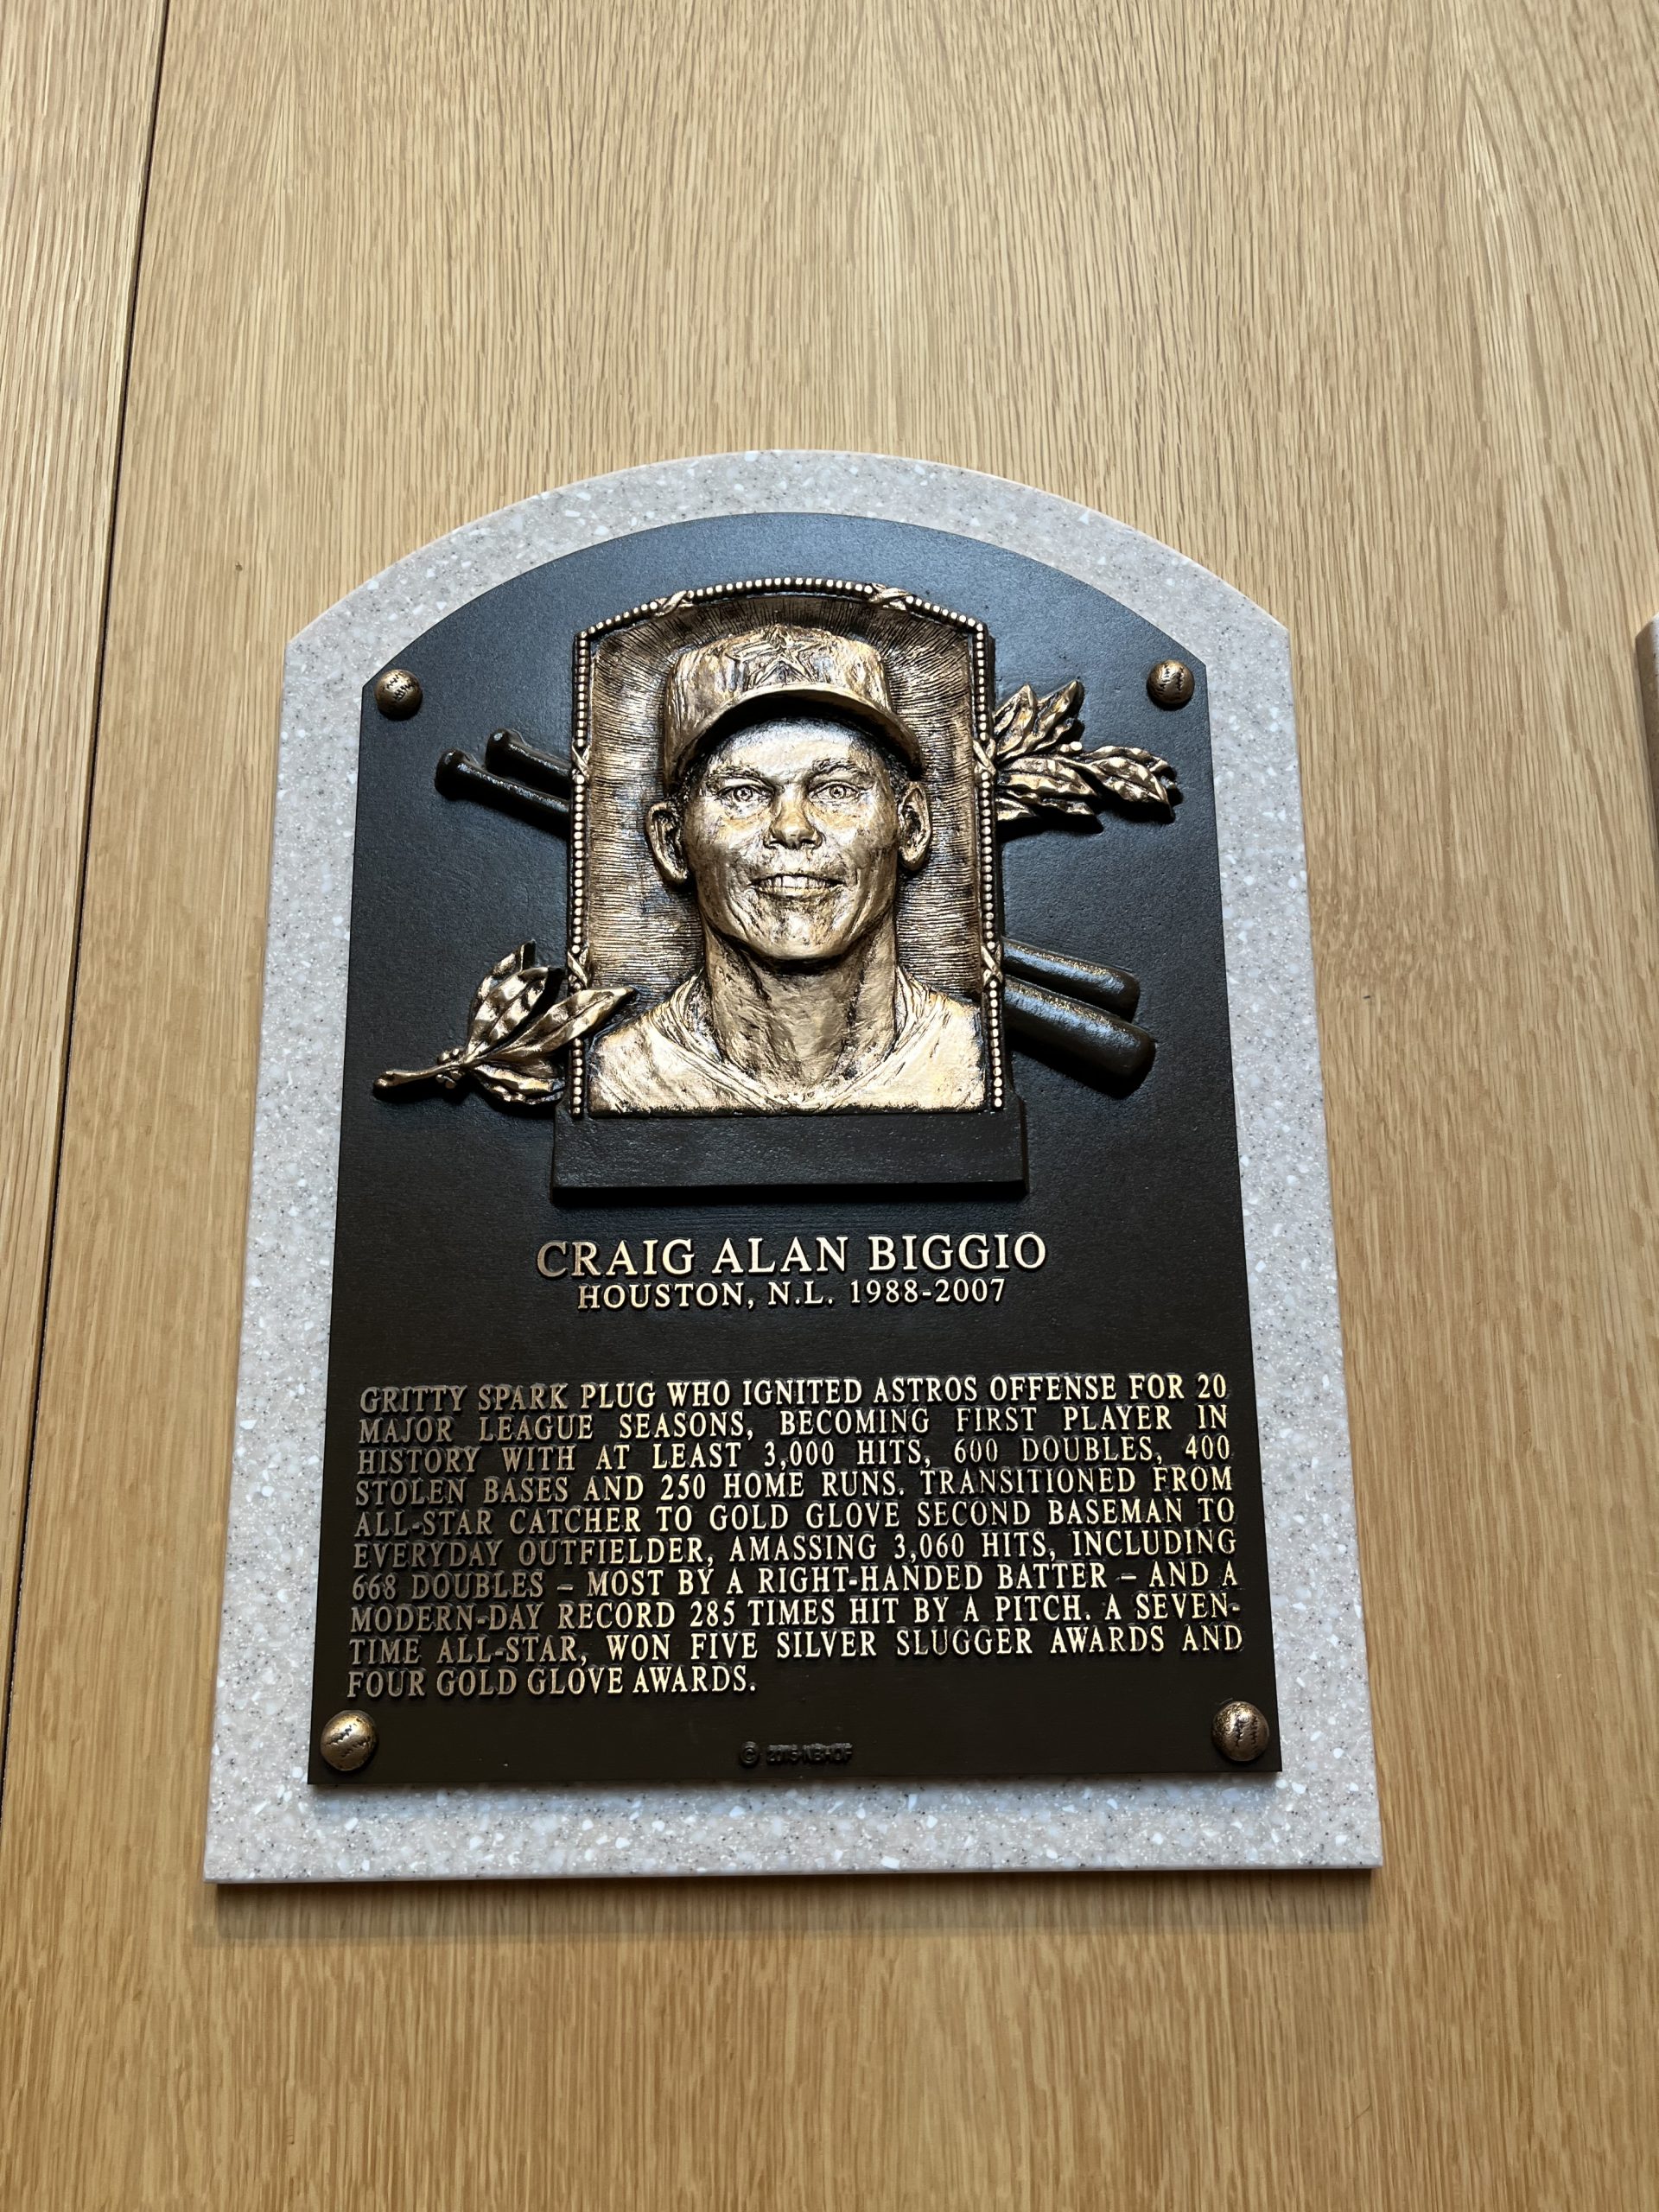 CRAIG ALAN BIGGIO
HOUSTON, N.L. 1988-2007
GRITTY SPARK PLUG WHO IGNITED ASTROS OFFENSE FOR 20
MAJOR LEAGUE SEASONS, BECOMING FIRST PLAYER IN
HISTORY WITH AT LEAST 3,000 HITS, 600 DOUBLES, 400
STOLEN BASES AND 250 HOME RUNS. TRANSITIONED FROM
ALL-STAR CATCHER TO GOLD GLOVE SECOND BASEMAN TO
EVERYDAY OUTFIELDER, AMASSING 3,060 HITS, INCLUDING
668 DOUBLES – MOST BY A RIGHT-HANDED BATTER – AND A
MODERN-DAY RECORD 285 TIMES HIT BY A PITCH. A SEVEN-
TIME ALL-STAR, WON FIVE SILVER SLUGGER AWARDS AND
FOUR GOLD GLOVE AWARDS.
© 2015 NBHOF